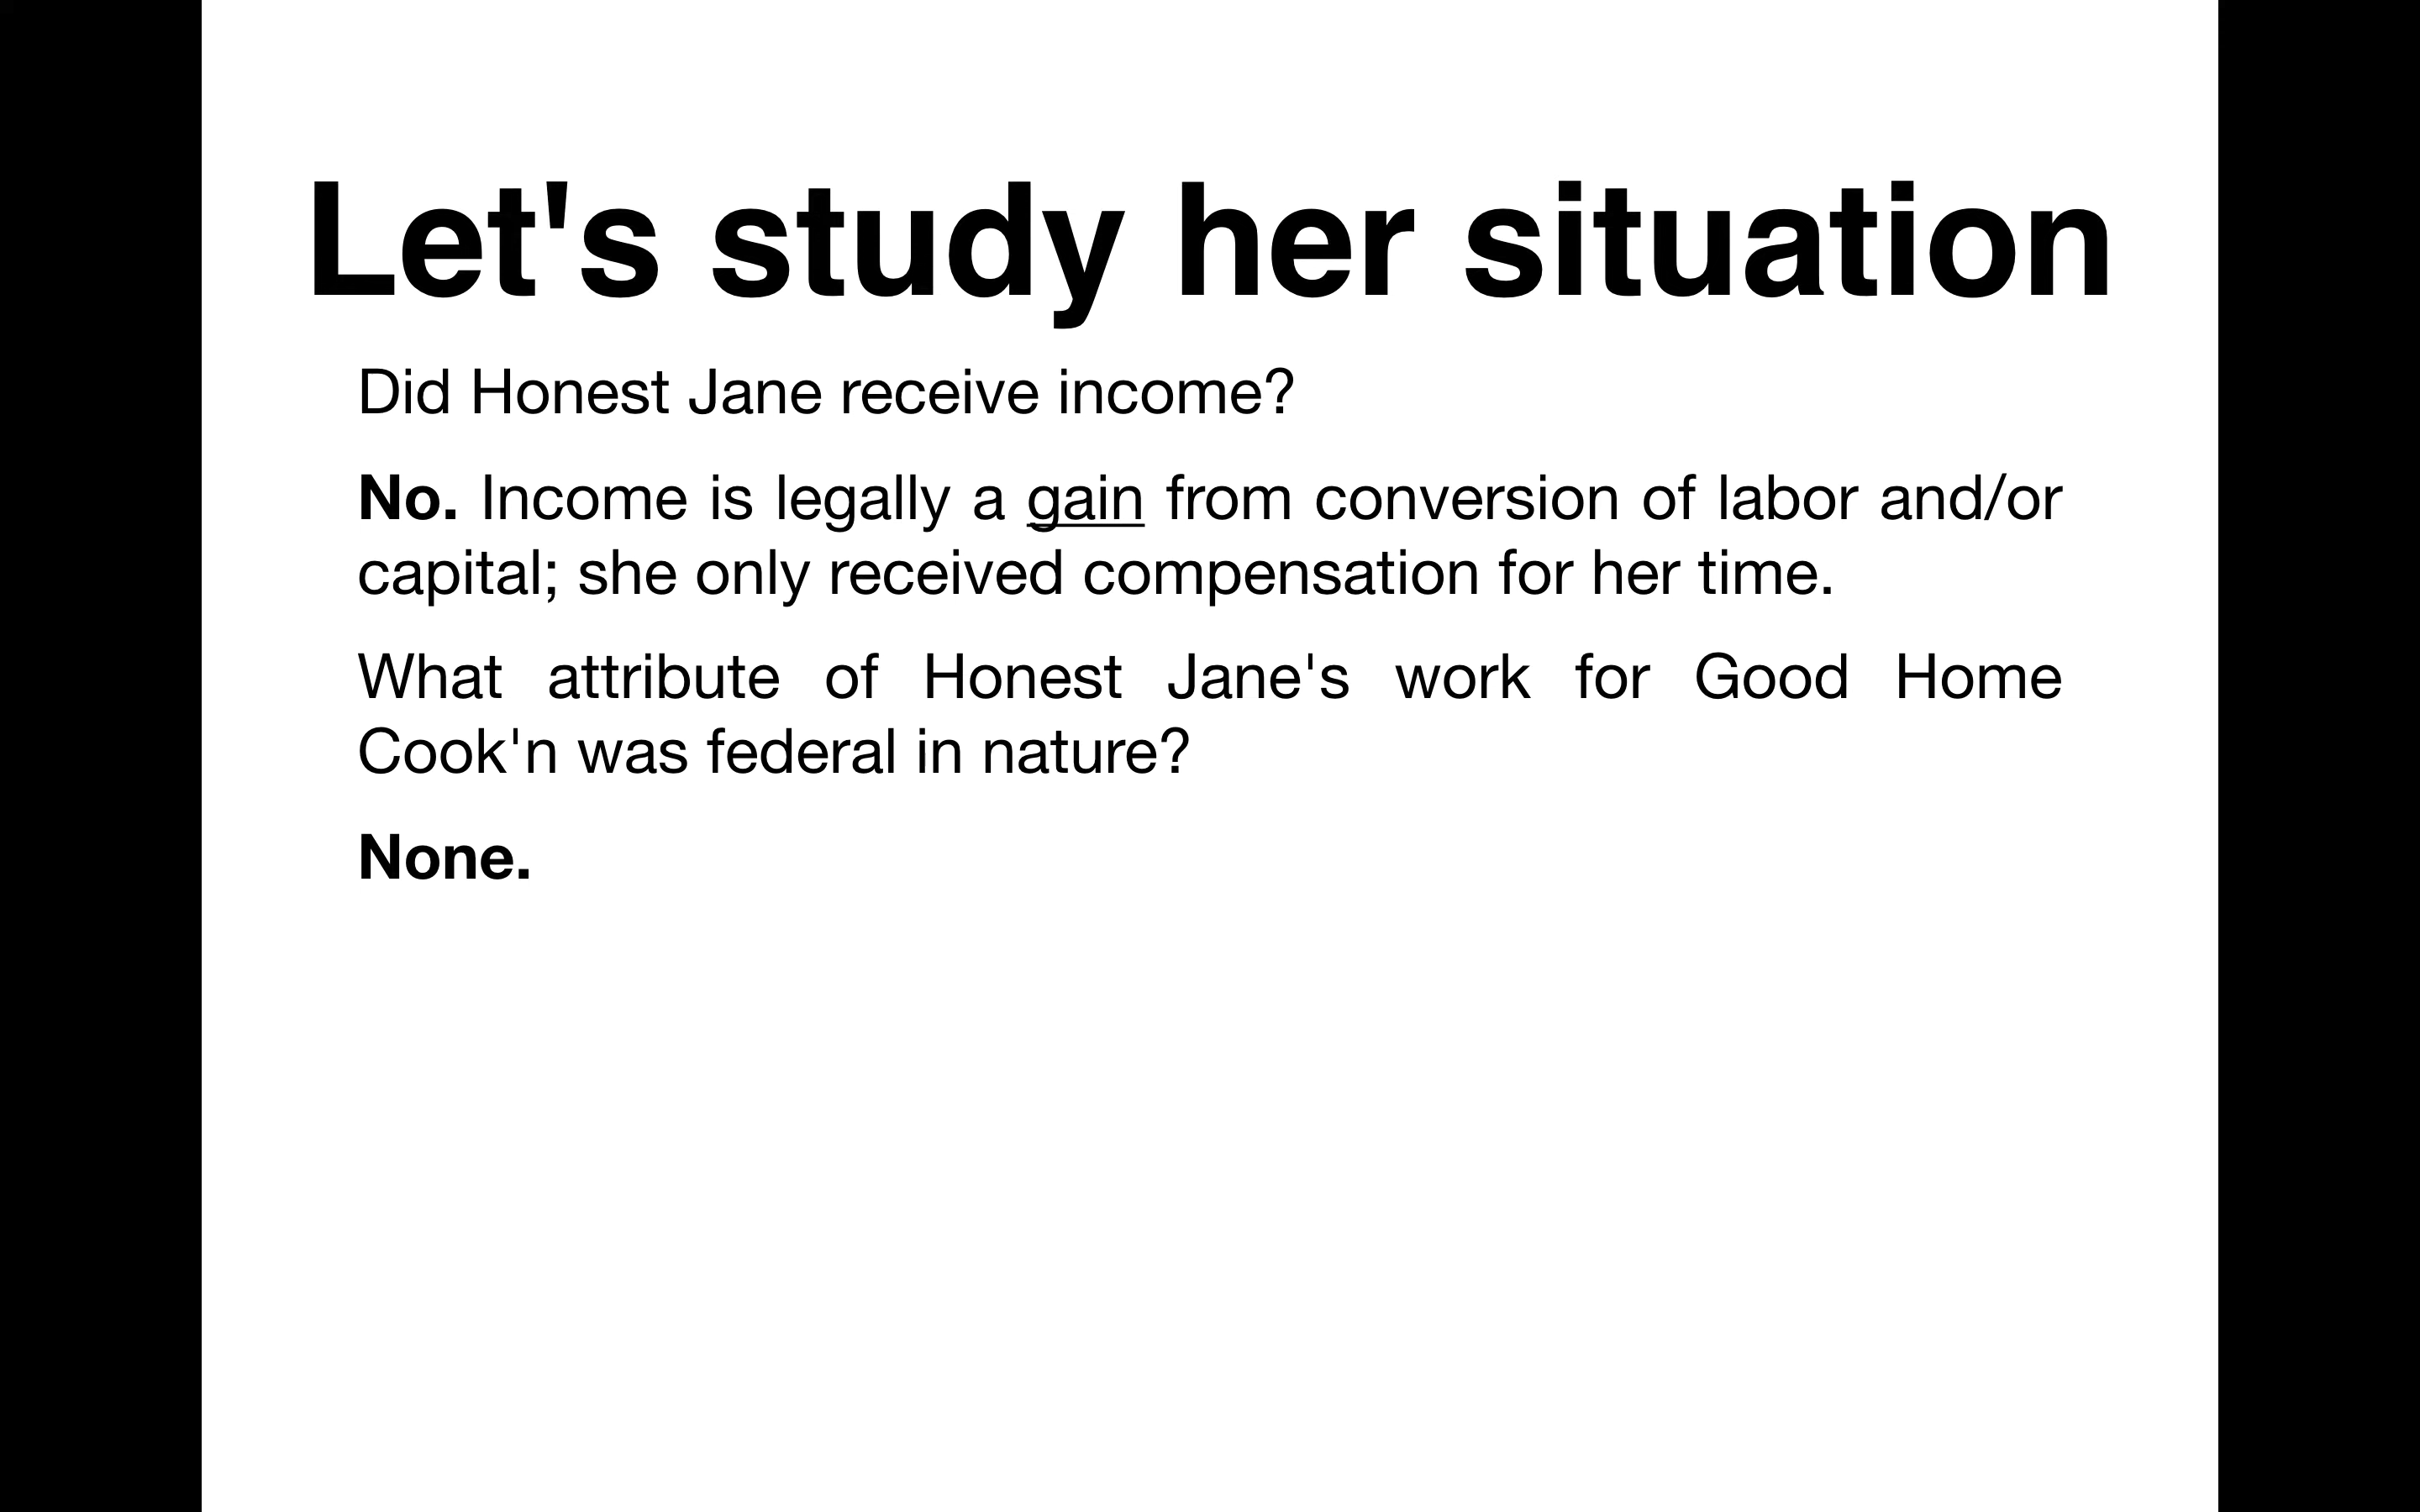 Let's study her situation
Did Honest Jane receive income?
No. Income is legally a gain from conversion of labor and/or
capital; she only received compensation for her time.
What attribute of Honest Jane's work for Good Home
Cook'n was federal in nature?
None.